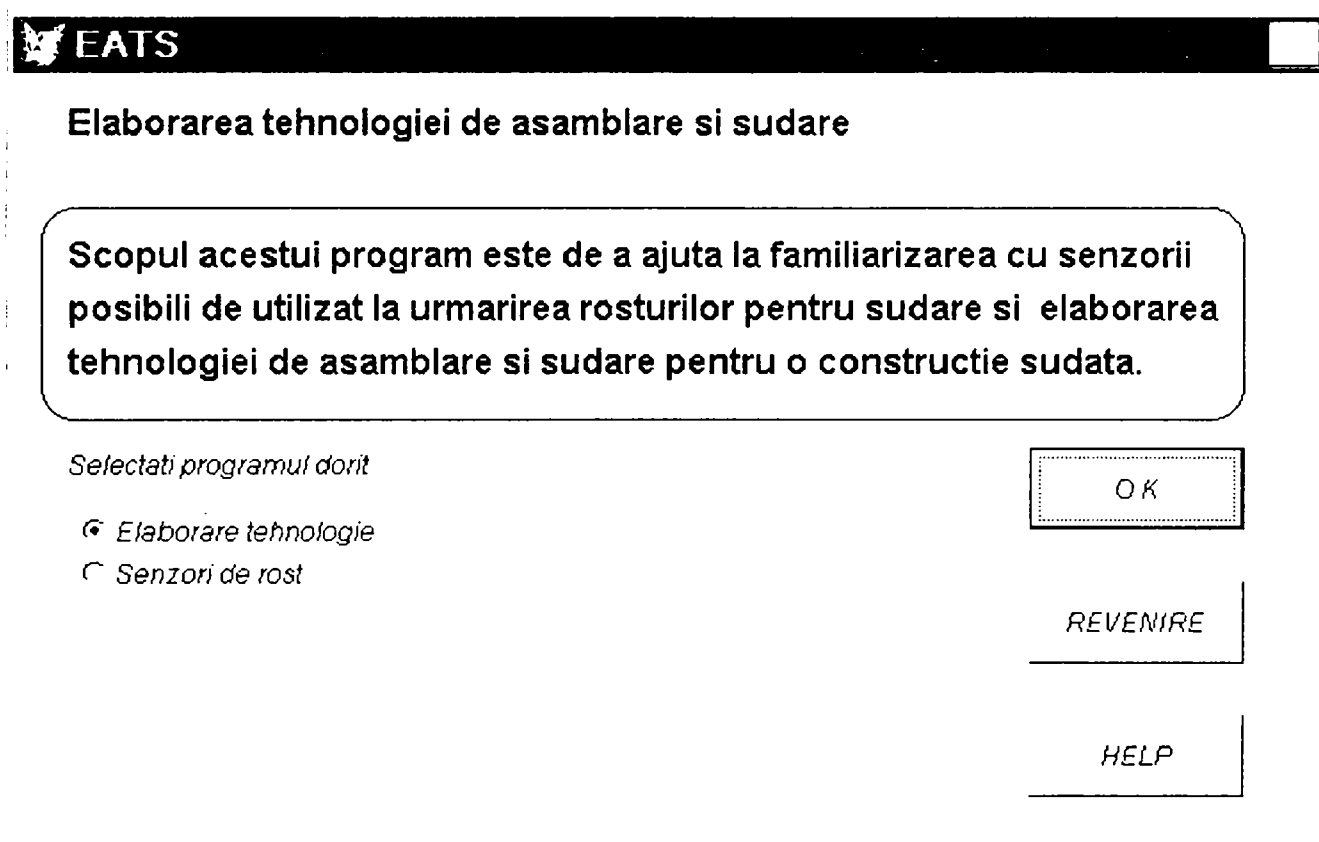 EATS
Elaborarea tehnologiei de asamblare si sudare
Scopul acestui program este de a ajuta la familiarizarea cu senzorii
posibili de utilizat la urmarirea rosturilor pentru sudare si elaborarea
tehnologiei de asamblare si sudare pentru o constructie sudata.
Selectati programul dorit
Elaborare tehnologie
Senzori de rost
OK
REVENIRE
HELP